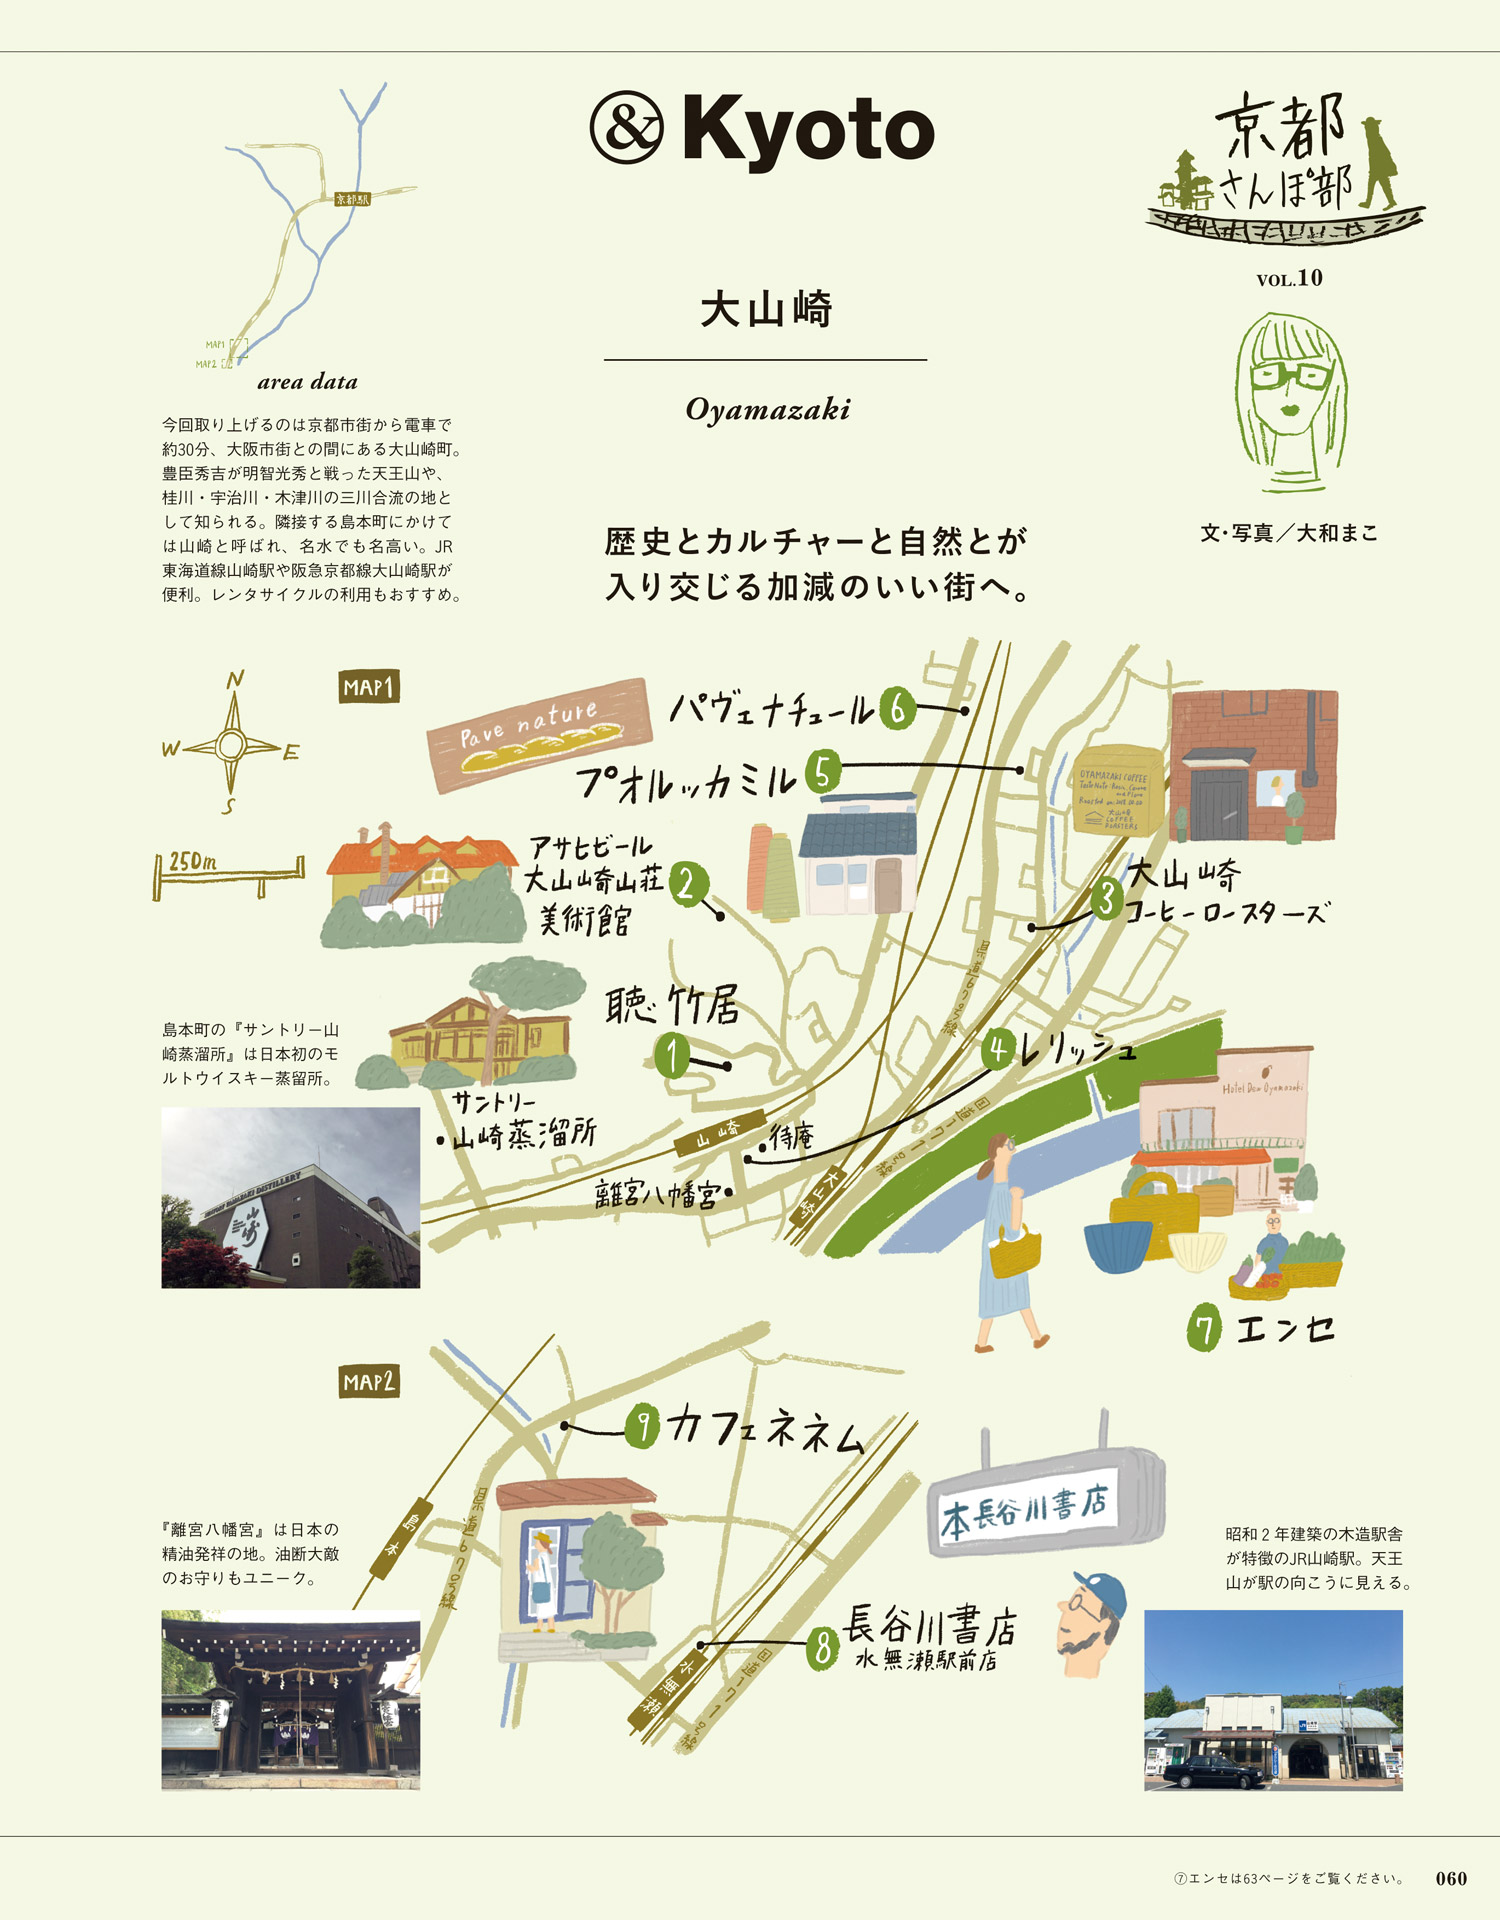 & Kyoto
京都
さんぽ部
VOL.10
文・写真／大和まこ
大山崎
Oyamazaki
歴史とカルチャーと自然とが
入り交じる加減のいい街へ。
京都駅
MAP1
MAP2
area data
今回取り上げるのは京都市街から電車で
約30分、大阪市街との間にある大山崎町。
豊臣秀吉が明智光秀と戦った天王山や、
桂川・宇治川・木津川の三川合流の地と
して知られる。隣接する島本町にかけて
は山崎と呼ばれ、名水でも名高い。JR
東海道線山崎駅や阪急京都線大山崎駅が
便利。レンタサイクルの利用もおすすめ。
N
W E
S
250m
MAP1
Pave nature
パヴェナチュール 6
プオルッカミル 5
アサヒビール
大山崎山荘 2
美術館
OYAMAZAKI COFFEE
大山崎
COFFEE
ROASTERS
3 大山崎
コーヒーロースターズ
聴竹居
1
4 レリッシュ
県道67号線
国道171号線
Hotel Dew Oyamazaki
サントリー
・山崎蒸溜所
山崎
・待庵
離宮八幡宮・
大山崎
7 エンセ
島本町の『サントリー山
崎蒸溜所』は日本初のモ
ルトウイスキー蒸留所。
SUNTORY YAMAZAKI DISTILLERY
山崎
MAP2
9 カフェネネム
島本
県道67号線
本長谷川書店
8 長谷川書店
水無瀬駅前店
水無瀬
国道171号線
『離宮八幡宮』は日本の
精油発祥の地。油断大敵
のお守りもユニーク。
昭和2年建築の木造駅舎
が特徴のJR山崎駅。天王
山が駅の向こうに見える。
⑦エンセは63ページをご覧ください。
060